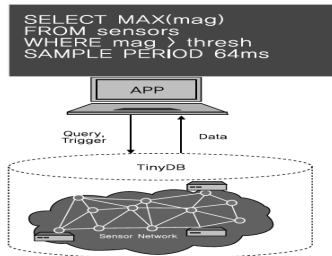 SELECT MAX(mag)
FROM sensors
WHERE mag > thresh
SAMPLE PERIOD 64ms
APP
Query,
Trigger
Data
TinyDB
Sensor Network